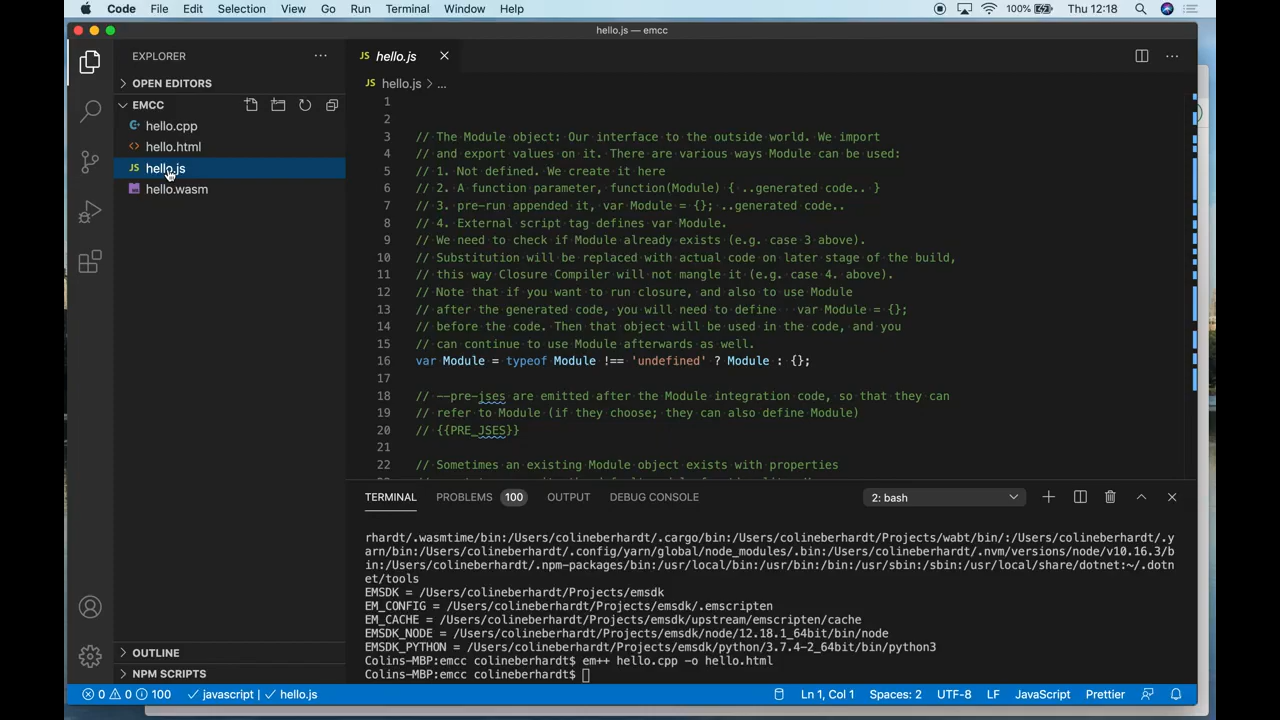 Code File Edit Selection View Go Run Terminal Window Help 100% Thu 12:18
hello.js — emcc
EXPLORER
OPEN EDITORS
EMCC
hello.cpp
hello.html
hello.js
hello.wasm
OUTLINE
NPM SCRIPTS
JS hello.js
JS hello.js > ...
1
2
3 // The Module object: Our interface to the outside world. We import
4 // and export values on it. There are various ways Module can be used:
5 // 1. Not defined. We create it here
6 // 2. A function parameter, function(Module) { ..generated code.. }
7 // 3. pre-run appended it, var Module = {}; ..generated code..
8 // 4. External script tag defines var Module.
9 // We need to check if Module already exists (e.g. case 3 above).
10 // Substitution will be replaced with actual code on later stage of the build,
11 // this way Closure Compiler will not mangle it (e.g. case 4. above).
12 // Note that if you want to run closure, and also to use Module
13 // after the generated code, you will need to define   var Module = {};
14 // before the code. Then that object will be used in the code, and you
15 // can continue to use Module afterwards as well.
16 var Module = typeof Module !== 'undefined' ? Module : {};
17
18 // --pre-jses are emitted after the Module integration code, so that they can
19 // refer to Module (if they choose; they can also define Module)
20 // {{PRE_JSES}}
21
22 // Sometimes an existing Module object exists with properties
TERMINAL PROBLEMS 100 OUTPUT DEBUG CONSOLE 2: bash
rhardt/.wasmtime/bin:/Users/colineberhardt/.cargo/bin:/Users/colineberhardt/Projects/wabt/bin/:/Users/colineberhardt/.y
arn/bin:/Users/colineberhardt/.config/yarn/global/node_modules/.bin:/Users/colineberhardt/.nvm/versions/node/v10.16.3/b
in:/Users/colineberhardt/.npm-packages/bin:/usr/local/bin:/usr/bin:/bin:/usr/sbin:/sbin:/usr/local/share/dotnet:~/.dotn
et/tools
EMSDK = /Users/colineberhardt/Projects/emsdk
EM_CONFIG = /Users/colineberhardt/Projects/emsdk/.emscripten
EM_CACHE = /Users/colineberhardt/Projects/emsdk/upstream/emscripten/cache
EMSDK_NODE = /Users/colineberhardt/Projects/emsdk/node/12.18.1_64bit/bin/node
EMSDK_PYTHON = /Users/colineberhardt/Projects/emsdk/python/3.7.4-2_64bit/bin/python3
Colins-MBP:emcc colineberhardt$ em++ hello.cpp -o hello.html
Colins-MBP:emcc colineberhardt$
0 0 100 javascript | hello.js Ln 1, Col 1 Spaces: 2 UTF-8 LF JavaScript Prettier